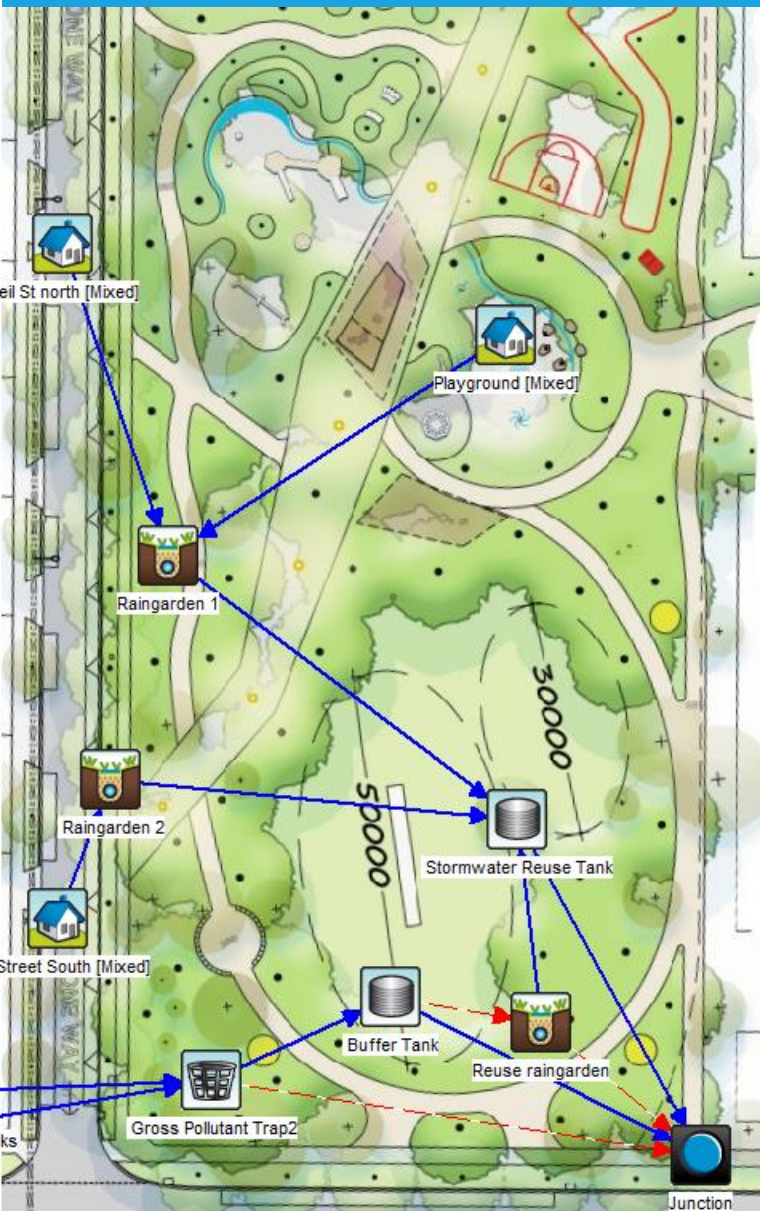 ONE WAY
eil St north [Mixed]
Playground [Mixed]
Raingarden 1
30000
50000
Raingarden 2
Stormwater Reuse Tank
Street South [Mixed]
Buffer Tank
ONE WAY
Reuse raingarden
Gross Pollutant Trap2
ks
Junction